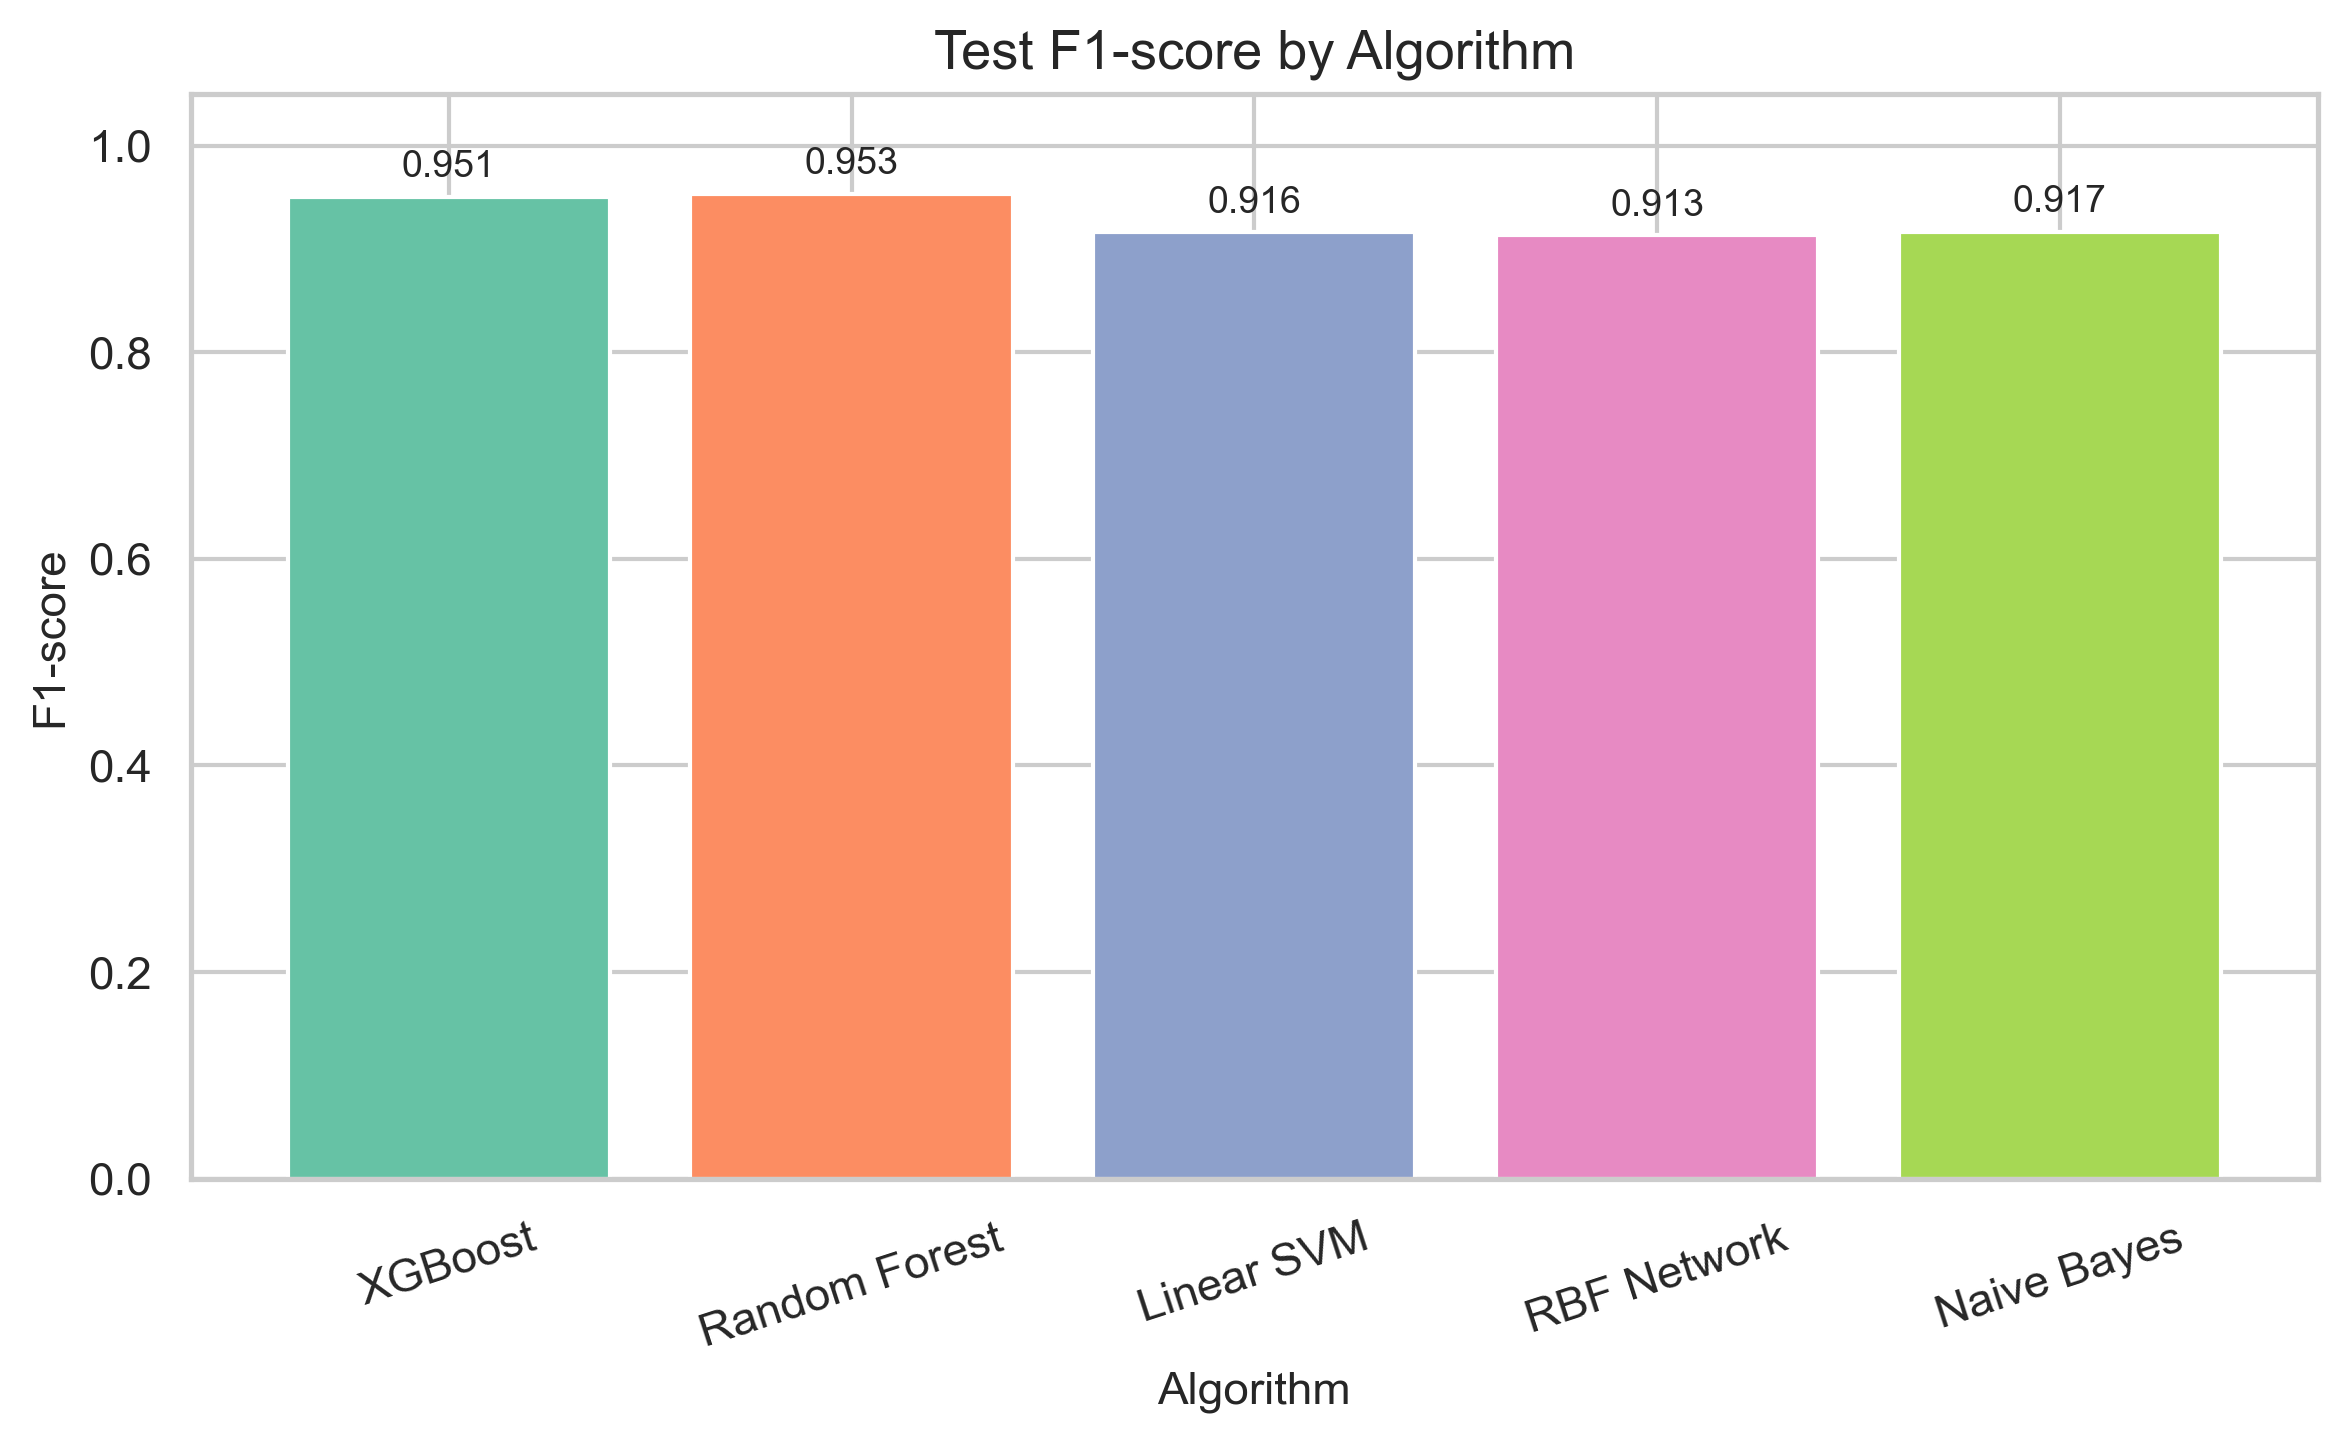 Test F1-score by Algorithm
1.0
0.8
0.6
0.4
0.2
0.0
F1-score
0.951
0.953
0.916
0.913
0.917
XGBoost
Random Forest
Linear SVM
RBF Network
Naive Bayes
Algorithm